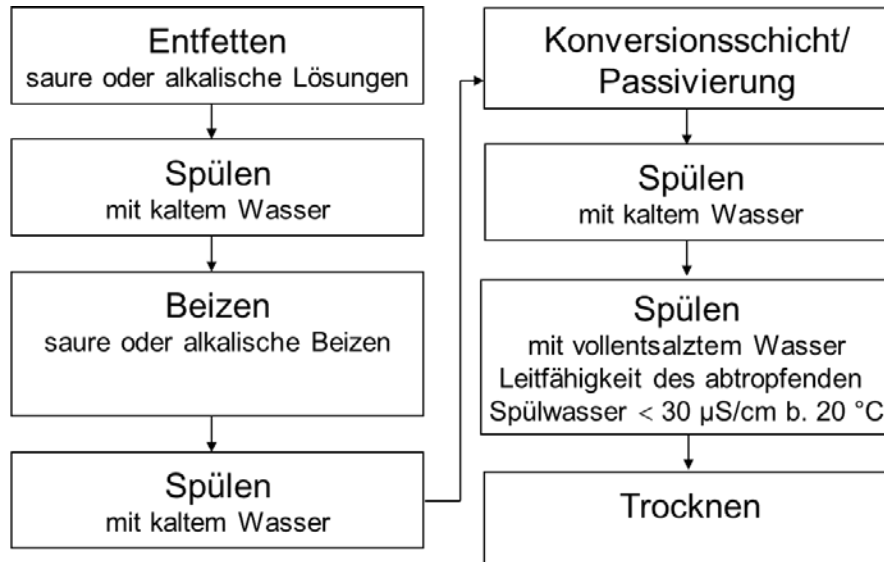 Entfetten
saure oder alkalische Lösungen
Spülen
mit kaltem Wasser
Beizen
saure oder alkalische Beizen
Spülen
mit kaltem Wasser
Konversionsschicht/
Passivierung
Spülen
mit kaltem Wasser
Spülen
mit vollentsalztem Wasser
Leitfähigkeit des abtropfenden
Spülwasser < 30 µS/cm b. 20 °C
Trocknen